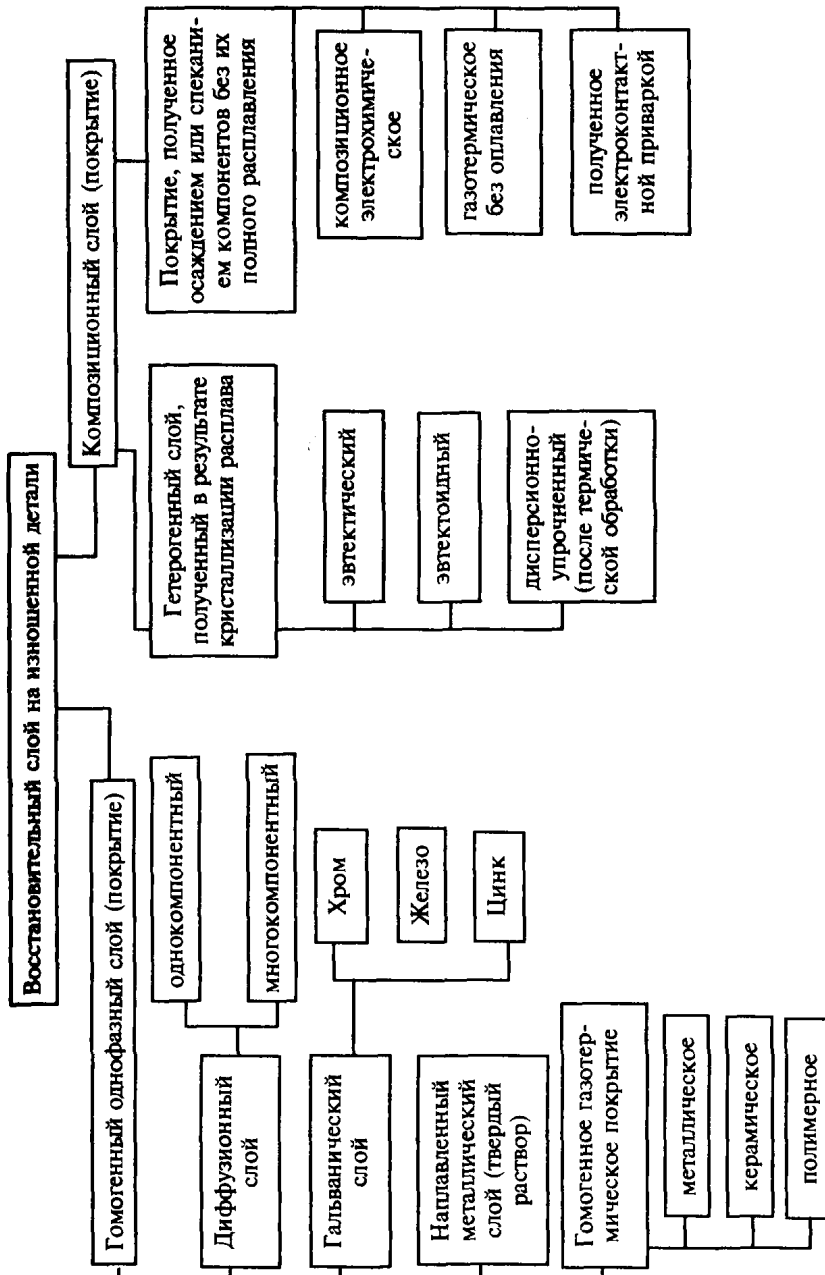 Восстановительный слой на изношенной детали
Гомогенный однофазный слой (покрытие)
Диффузионный
слой
однокомпонентный
многокомпонентный
Гальванический
слой
Хром
Железо
Цинк
Наплавленный
металлический
слой (твердый
раствор)
Гомогенное газотер-
мическое покрытие
металлическое
керамическое
полимерное
Композиционный слой (покрытие)
Гетерогенный слой,
полученный в результате
кристаллизации расплава
эвтектический
эвтектоидный
дисперсионно-
упрочненный
(после термиче-
ской обработки)
Покрытие, полученное
осаждением или спекани-
ем компонентов без их
полного расплавления
композиционное
электрохимиче-
ское
газотермическое
без оплавления
полученное
электроконтакт-
ной приваркой